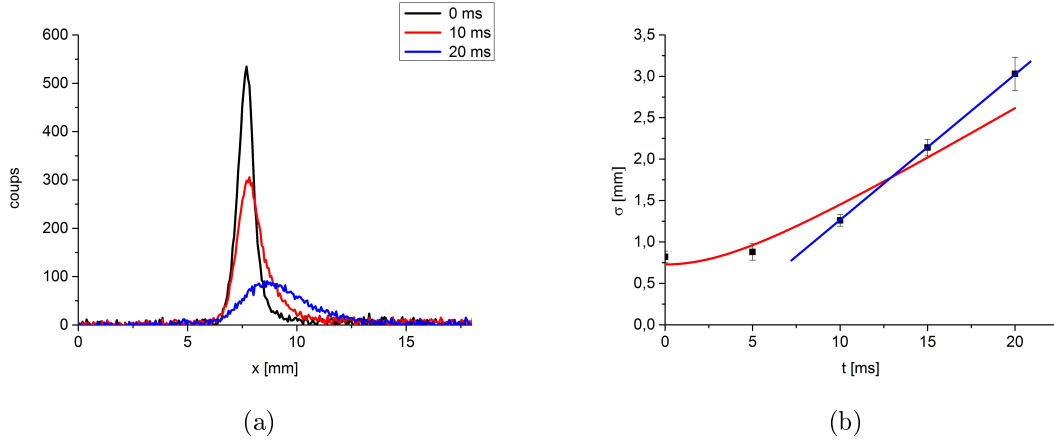 0 ms
10 ms
20 ms
600
500
400
300
200
100
0
coups
0 5 10 15
x [mm]
(a)
3,5
3,0
2,5
2,0
1,5
1,0
0,5
0,0
σ [mm]
0 5 10 15 20
t [ms]
(b)